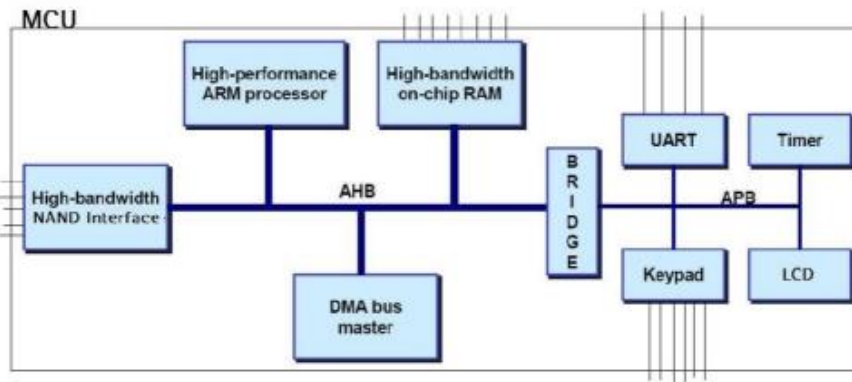 MCU
High-performance
ARM processor
High-bandwidth
on-chip RAM
High-bandwidth
NAND Interface
AHB
DMA bus
master
BRIDGE
UART
Timer
APB
Keypad
LCD